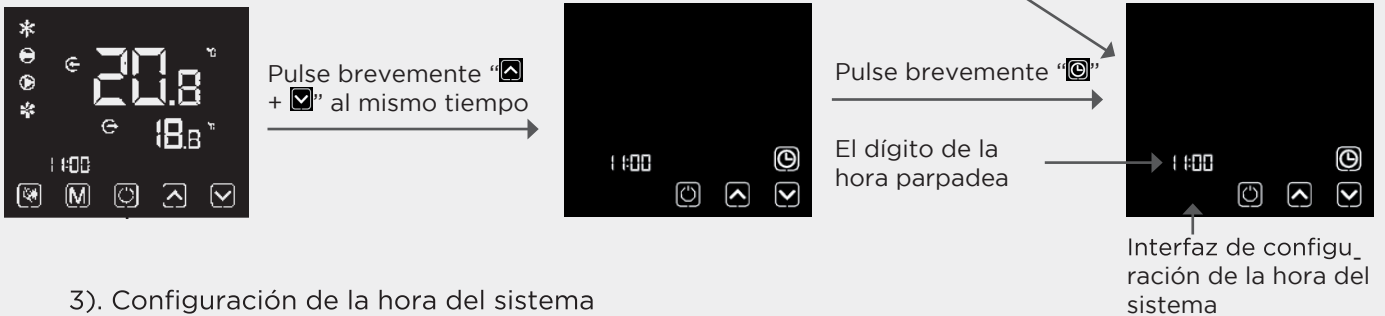 20.8 °C
18.8 °C
11:00
M
Pulse brevemente “
+ ” al mismo tiempo
11:00
Pulse brevemente “ ”
El dígito de la
hora parpadea
11:00
Interfaz de configu_
ración de la hora del
sistema
3). Configuración de la hora del sistema